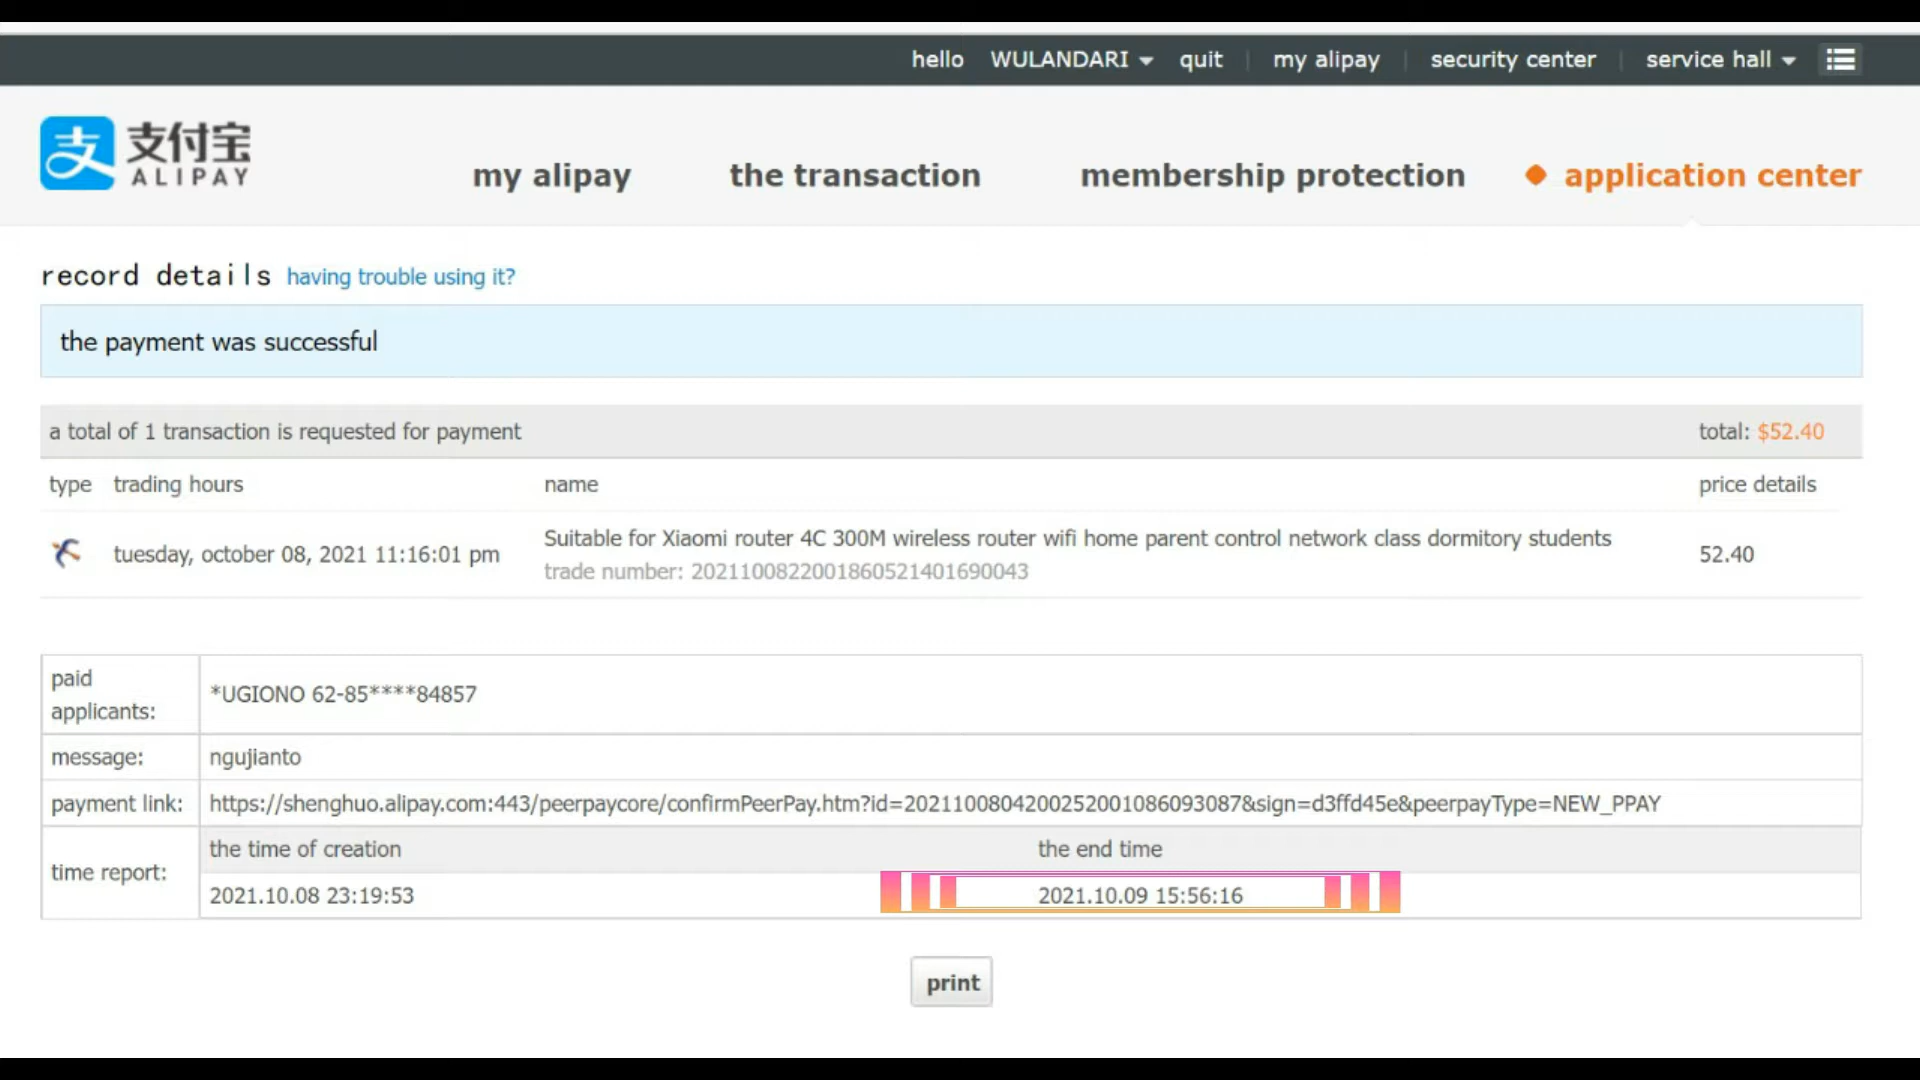 hello WULANDARI quit my alipay security center service hall
支 支付宝
ALIPAY
my alipay the transaction membership protection application center
record details having trouble using it?
the payment was successful
a total of 1 transaction is requested for payment total: $52.40
type trading hours name price details
tuesday, october 08, 2021 11:16:01 pm Suitable for Xiaomi router 4C 300M wireless router wifi home parent control network class dormitory students 52.40
trade number: 20211008220018605214016​90043
paid applicants: *UGIONO 62-85****84857
message: ngujianto
payment link: https://shenghuo.alipay.com:443/peerpaycore/confirmPeerPay.htm?id=2021100804200252001086093087&sign=d3ffd45e&peerpayType=NEW_PPAY
time report: the time of creation the end time
2021.10.08 23:19:53 2021.10.09 15:56:16
print